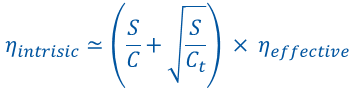 η_intrisic ≃ (S/C + √(S/C_t)) × η_effective